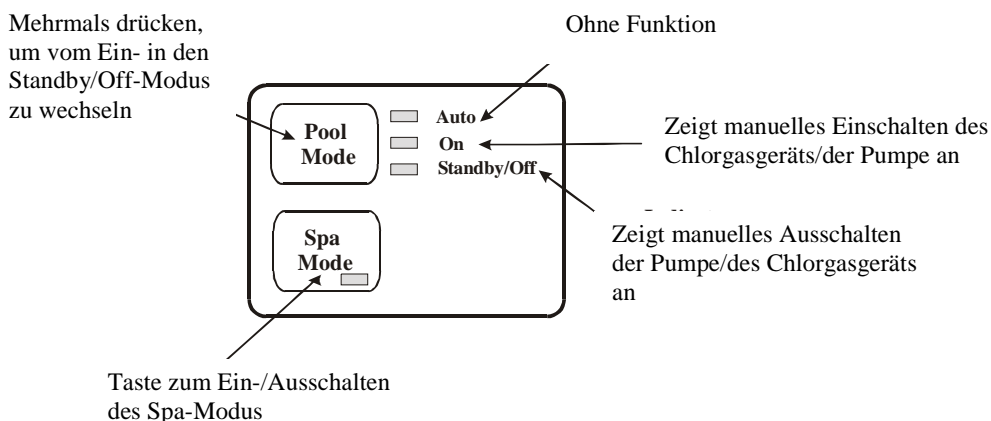 Mehrmals drücken,
um vom Ein- in den
Standby/Off-Modus
zu wechseln
Ohne Funktion
Pool
Mode
Auto
On
Standby/Off
Zeigt manuelles Einschalten des
Chlorgasgeräts/der Pumpe an
Zeigt manuelles Ausschalten
der Pumpe/des Chlorgasgeräts
an
Spa
Mode
Taste zum Ein-/Ausschalten
des Spa-Modus